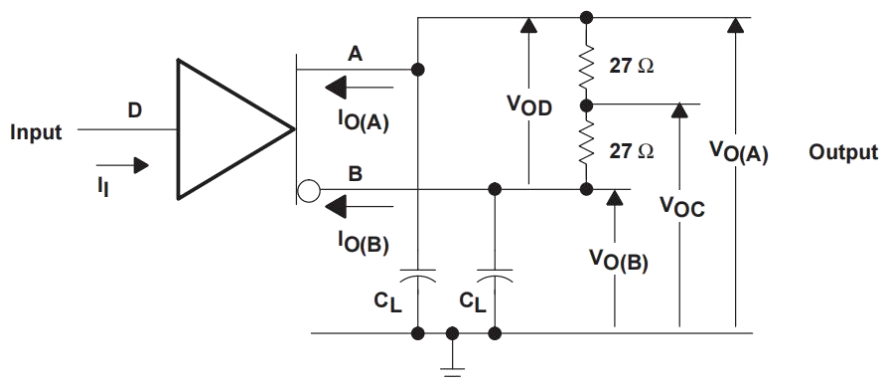 A
27 Ω
D
I_O(A)
V_OD
Input
27 Ω
V_O(A)
Output
B
I_I
V_OC
I_O(B)
V_O(B)
C_L
C_L